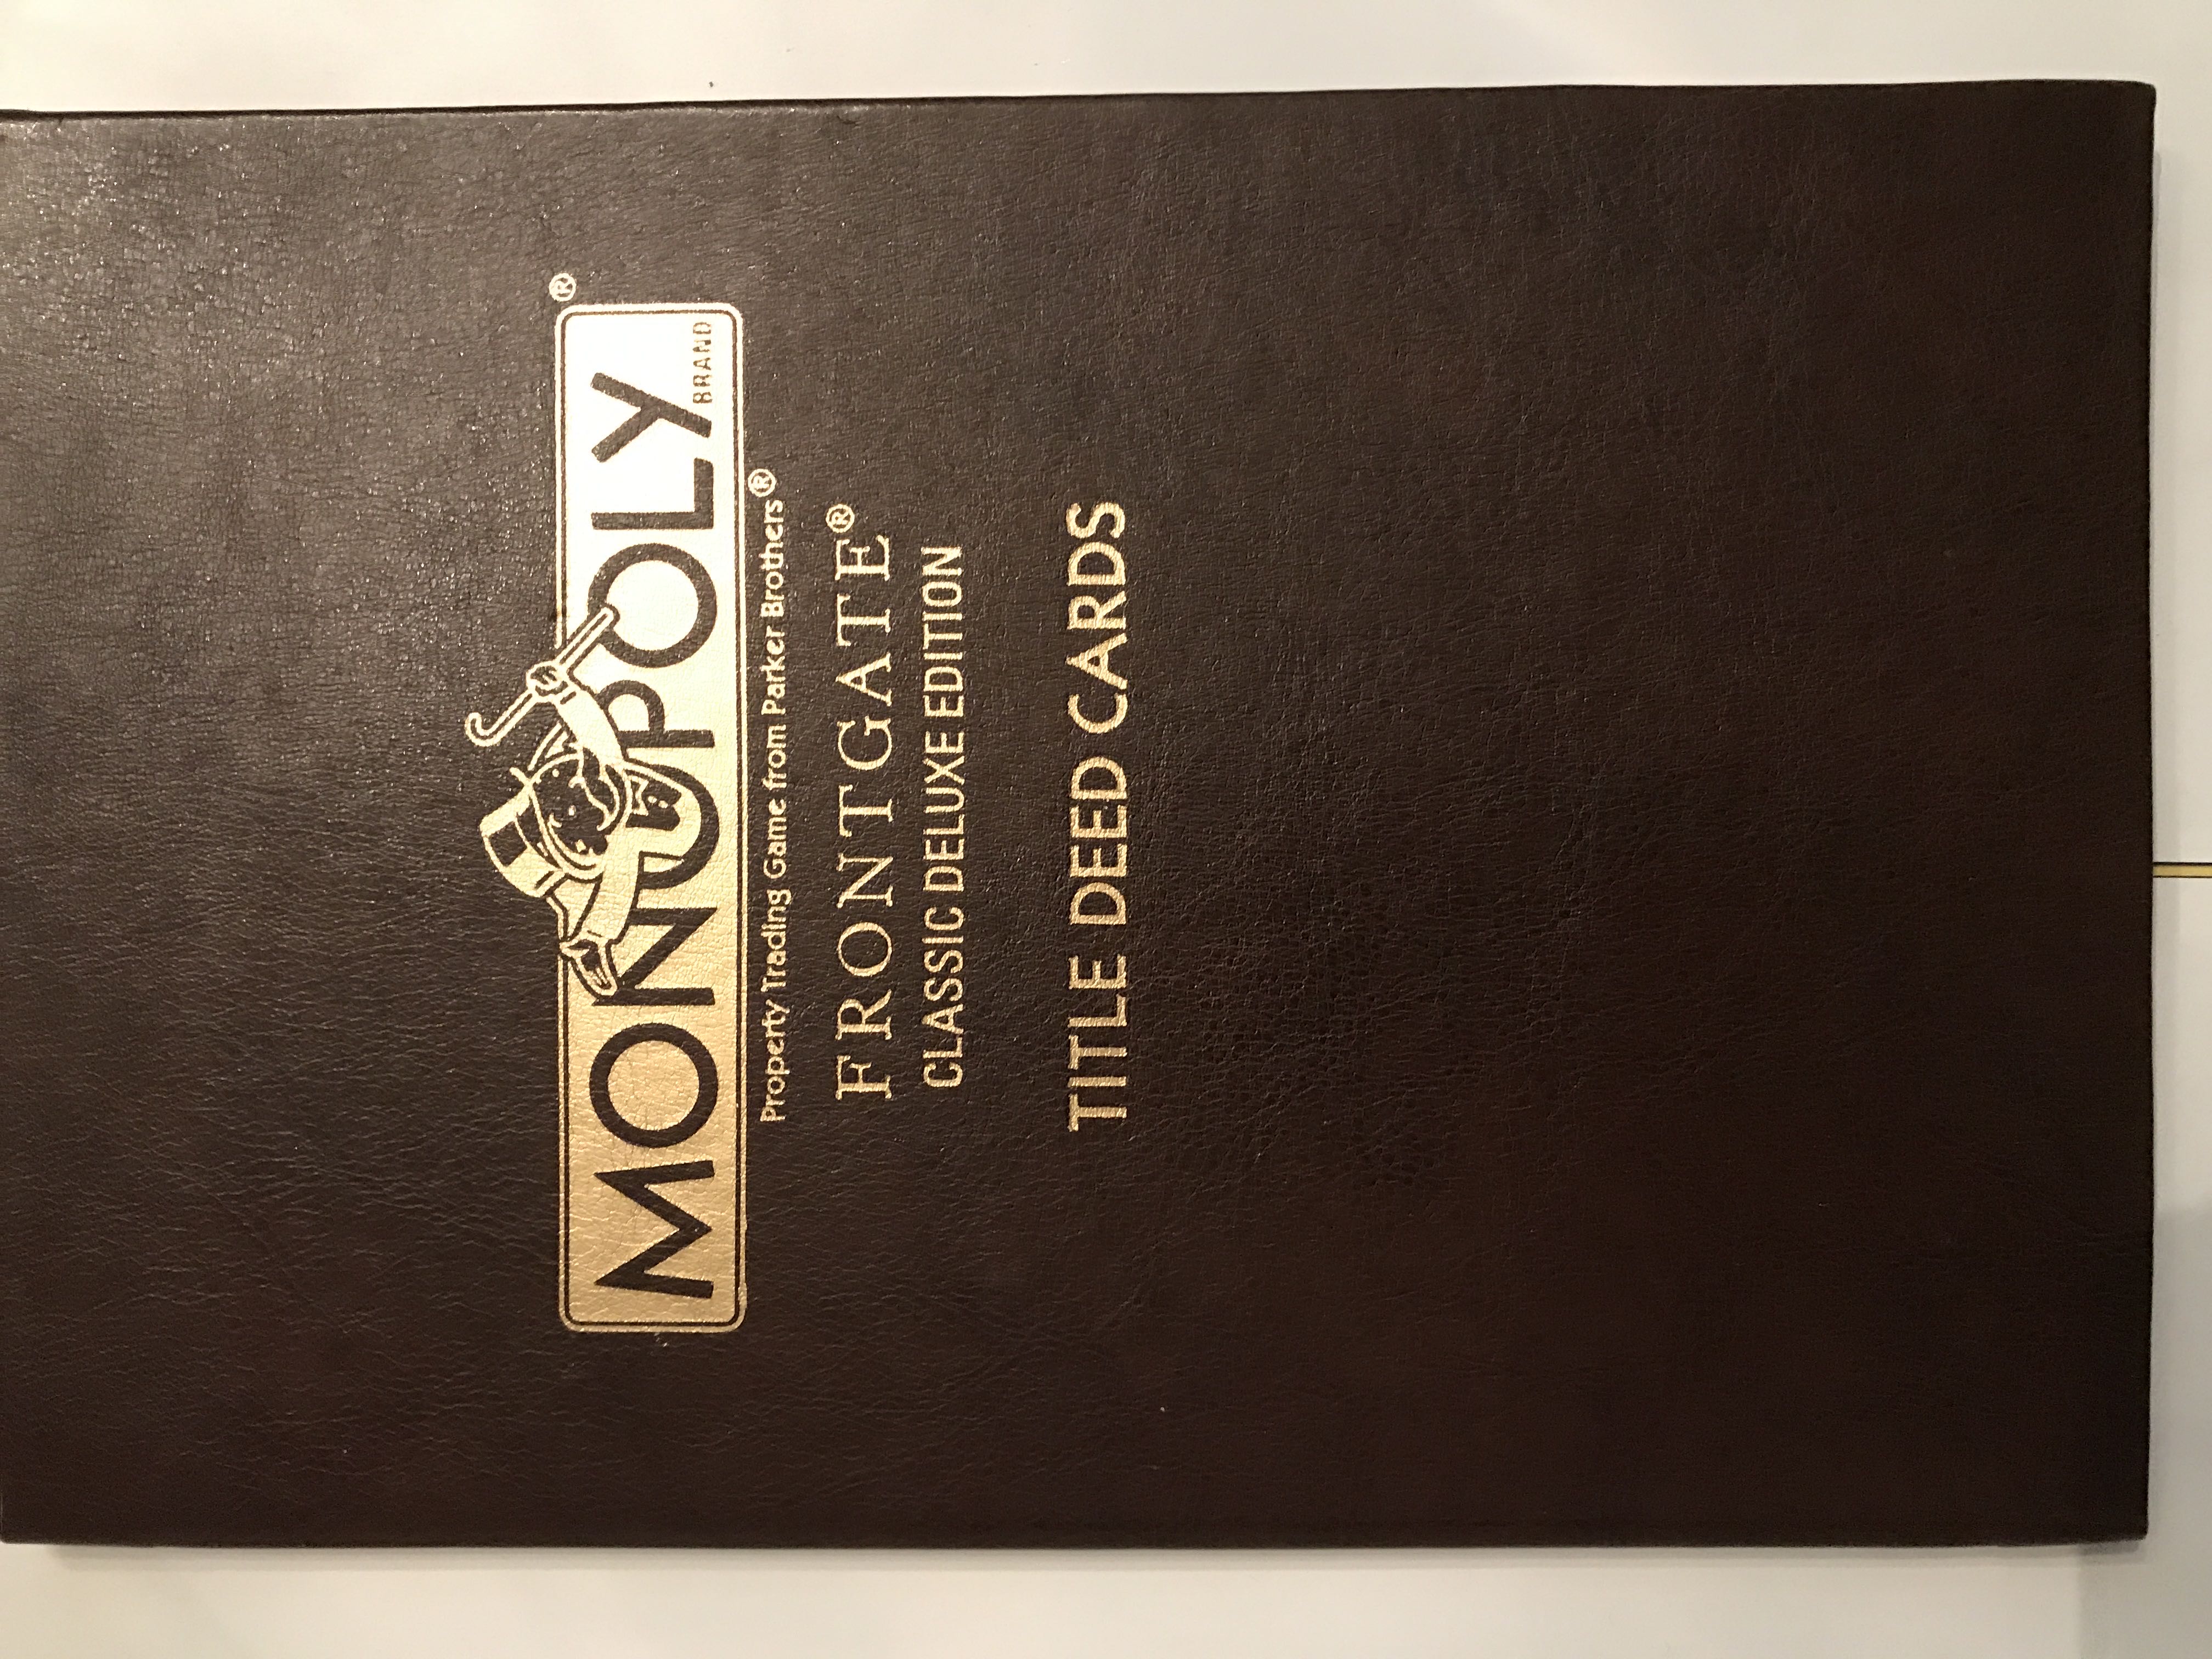 MONOPOLY®
BRAND
Property Trading Game from Parker Brothers®
FRONTGATE®
CLASSIC DELUXE EDITION
TITLE DEED CARDS